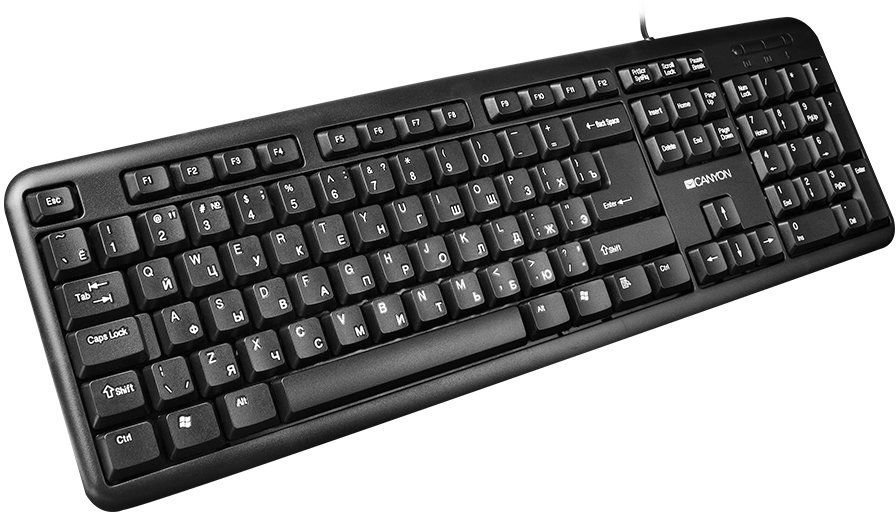 Esc F1 F2 F3 F4 F5 F6 F7 F8 F9 F10 F11 F12 PrtScr SysRq Scroll Lock Pause Break
~ Ё ! 1 @ " 2 # № 3 $ ; 4 % 5 ^ : 6 & ? 7 * 8 ( 9 ) 0 _ - + = Back Space Insert Home Page Up Num Lock / * -
Tab Q Й W Ц E У R К T Е Y Н U Г I Ш O Щ P З { [ Х } ] Ъ Enter Delete End Page Down 7 Home 8 9 PgUp +
Caps Lock A Ф S Ы D В F А G П H Р J О K Л L Д : ; Ж " ' Э CANYON 4 5 6
Shift | \ / Z Я X Ч C С V М B И N Т M Ь < , Б > . Ю ? / Shift 1 End 2 3 PgDn Enter
Ctrl Alt Alt Ctrl 0 Ins . Del